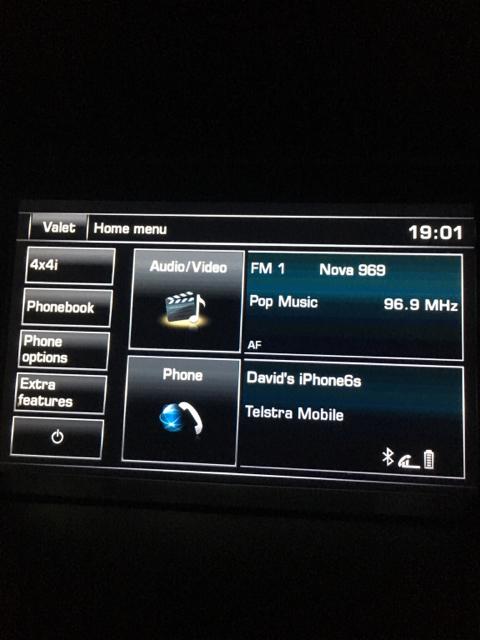 Valet
Home menu
19:01
4x4i
Phonebook
Phone
options
Extra
features
Audio/Video
FM 1 Nova 969
Pop Music 96.9 MHz
AF
Phone
David's iPhone6s
Telstra Mobile